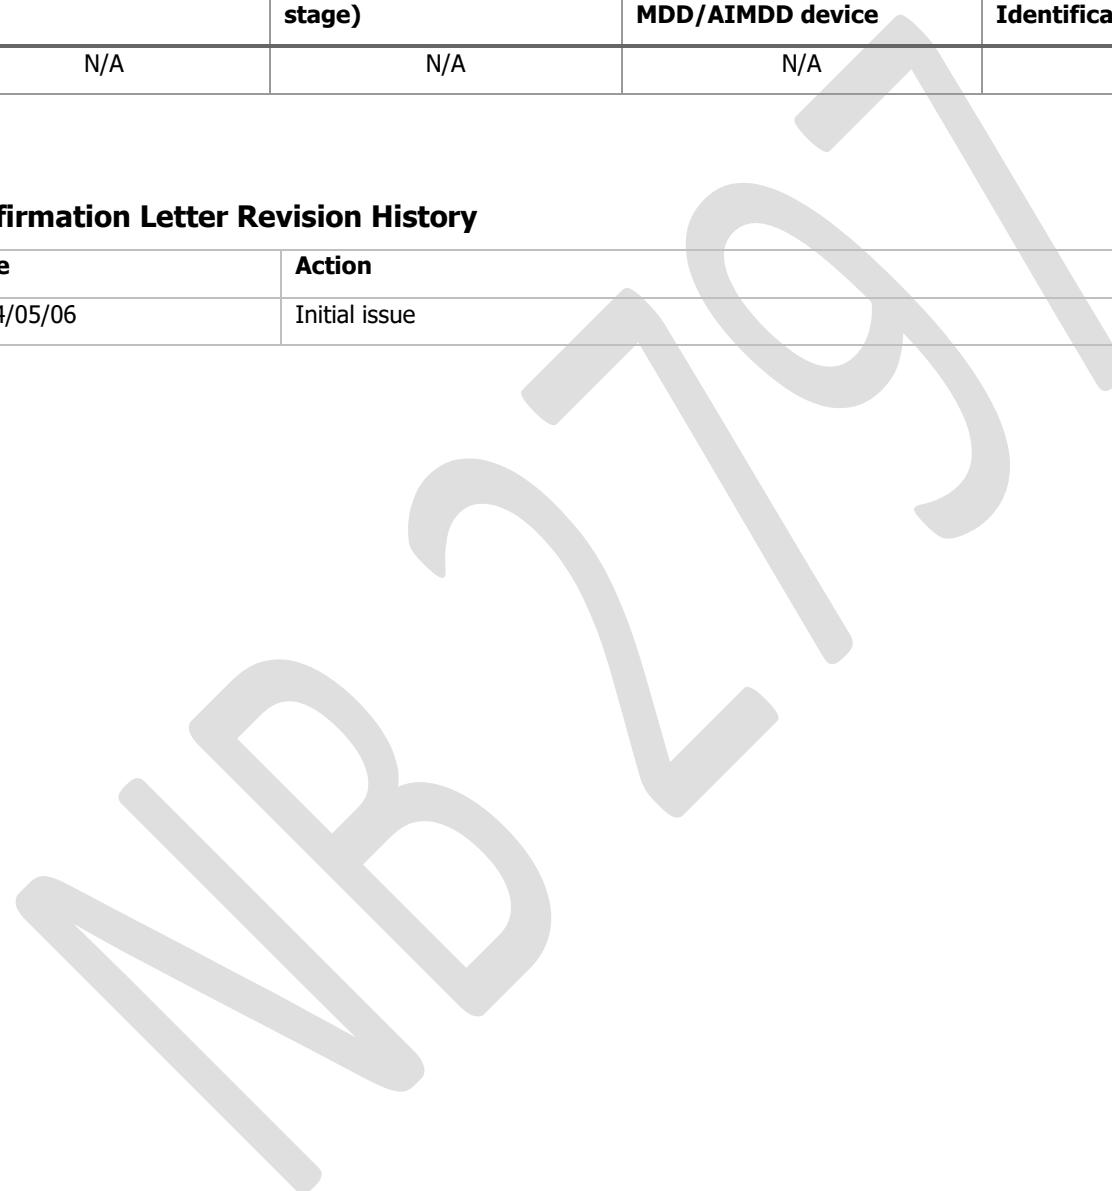 stage) MDD/AIMDD device Identifica
N/A N/A N/A
firmation Letter Revision History
e Action
4/05/06 Initial issue
NB 2797